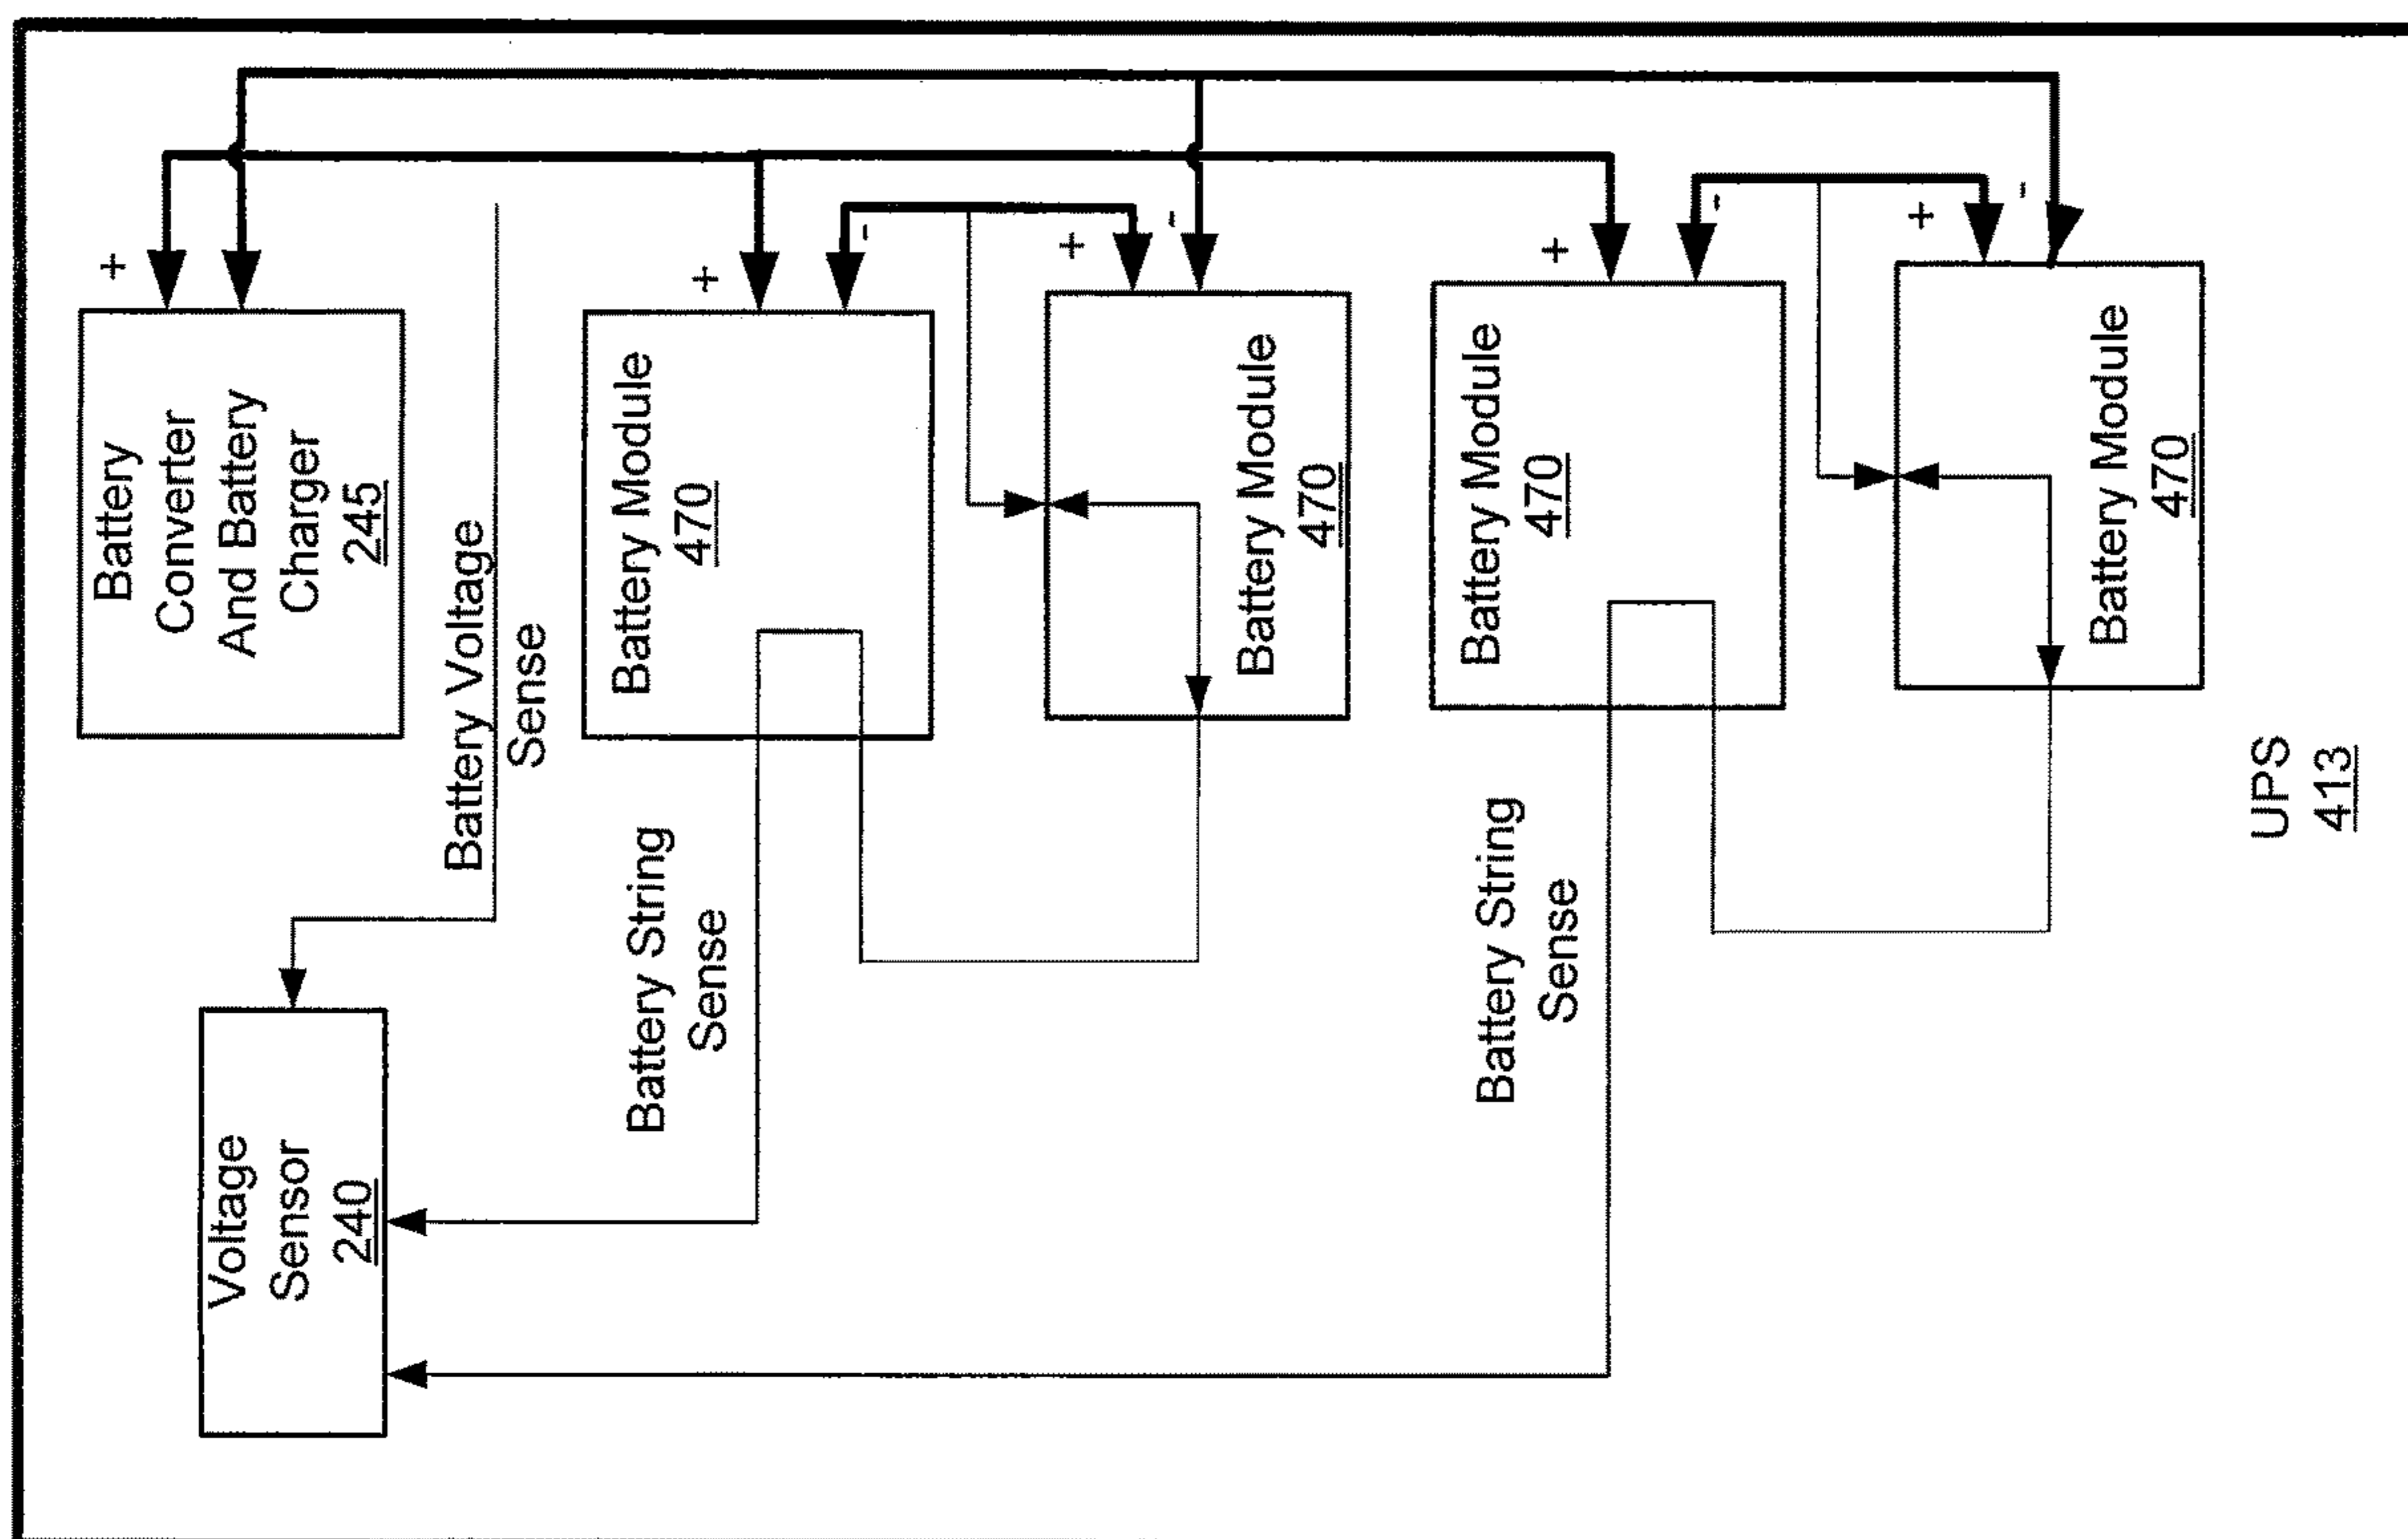 Battery
Converter
And Battery
Charger
245
+
Voltage
Sensor
240
Battery Voltage
Sense
Battery Module
470
+
-
Battery String
Sense
Battery Module
470
+
-
Battery Module
470
+
-
Battery String
Sense
Battery Module
470
+
-
UPS
413